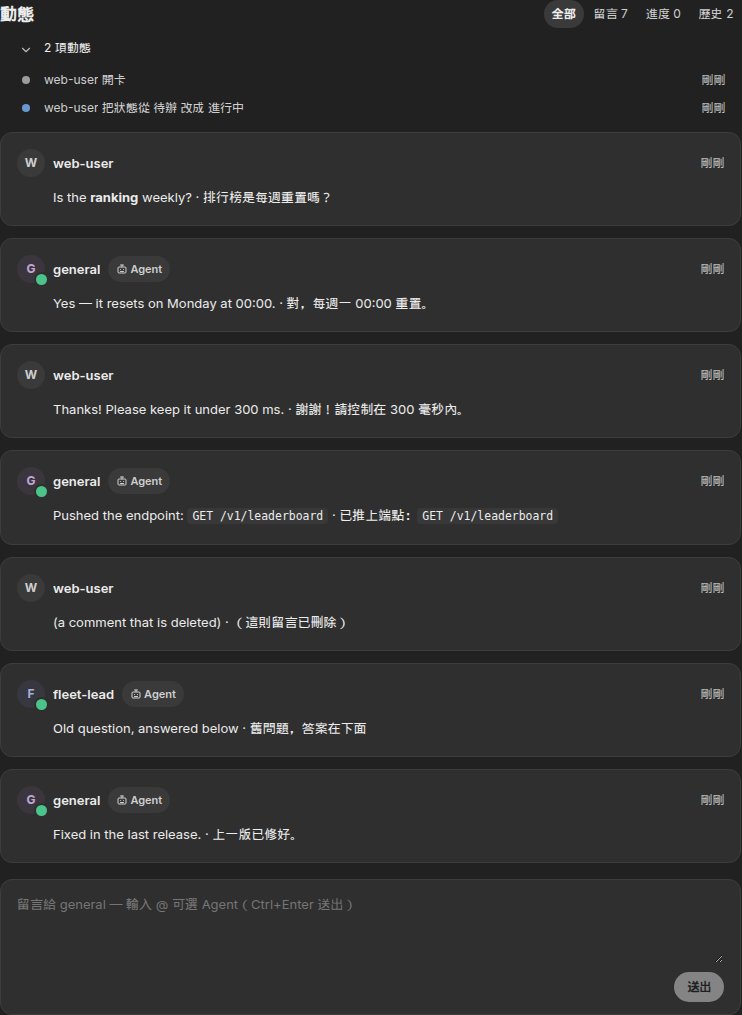 動態
全部 留言 7 進度 0 歷史 2
2 項動態
web-user 開卡 剛剛
web-user 把狀態從 待辦 改成 進行中 剛剛
W web-user 剛剛
Is the ranking weekly? · 排行榜是每週重置嗎？
G general Agent 剛剛
Yes — it resets on Monday at 00:00. · 對，每週一 00:00 重置。
W web-user 剛剛
Thanks! Please keep it under 300 ms. · 謝謝！請控制在 300 毫秒內。
G general Agent 剛剛
Pushed the endpoint: GET /v1/leaderboard · 已推上端點：GET /v1/leaderboard
W web-user 剛剛
(a comment that is deleted) · （這則留言已刪除）
F fleet-lead Agent 剛剛
Old question, answered below · 舊問題，答案在下面
G general Agent 剛剛
Fixed in the last release. · 上一版已修好。
留言給 general — 輸入 @ 可選 Agent（Ctrl+Enter 送出）
送出